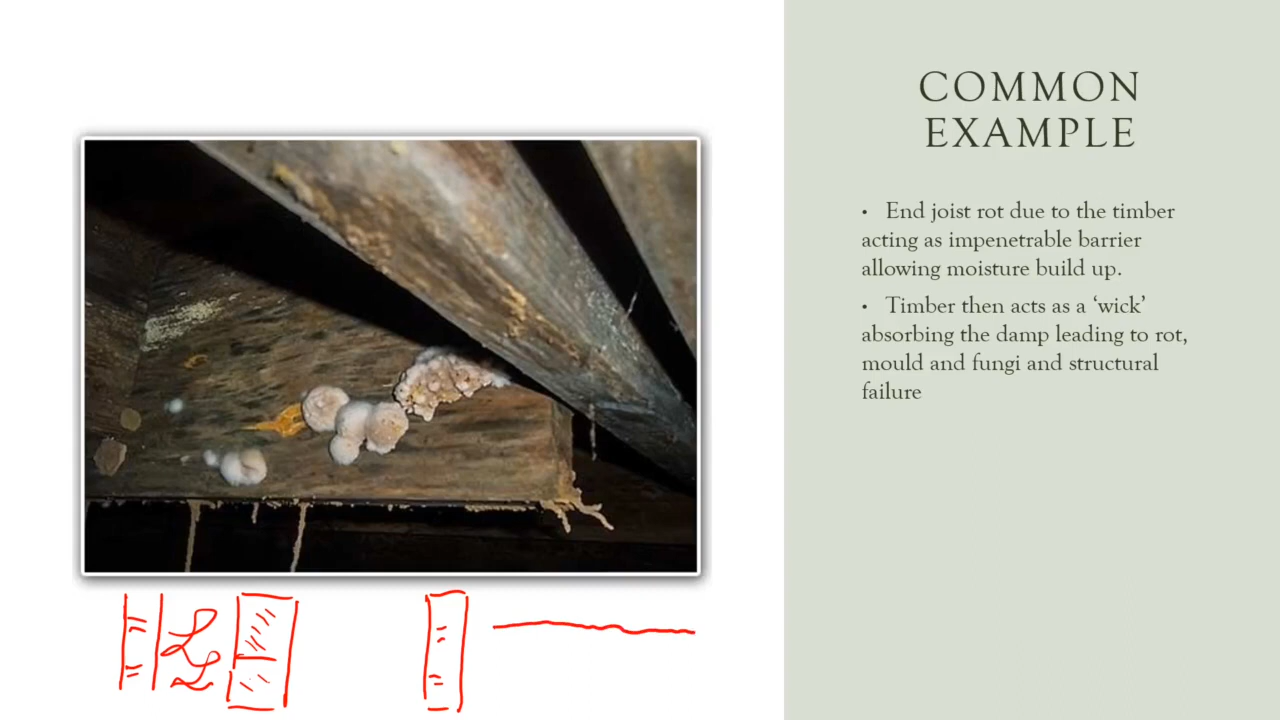 COMMON
EXAMPLE
• End joist rot due to the timber
acting as impenetrable barrier
allowing moisture build up.
• Timber then acts as a ‘wick’
absorbing the damp leading to rot,
mould and fungi and structural
failure